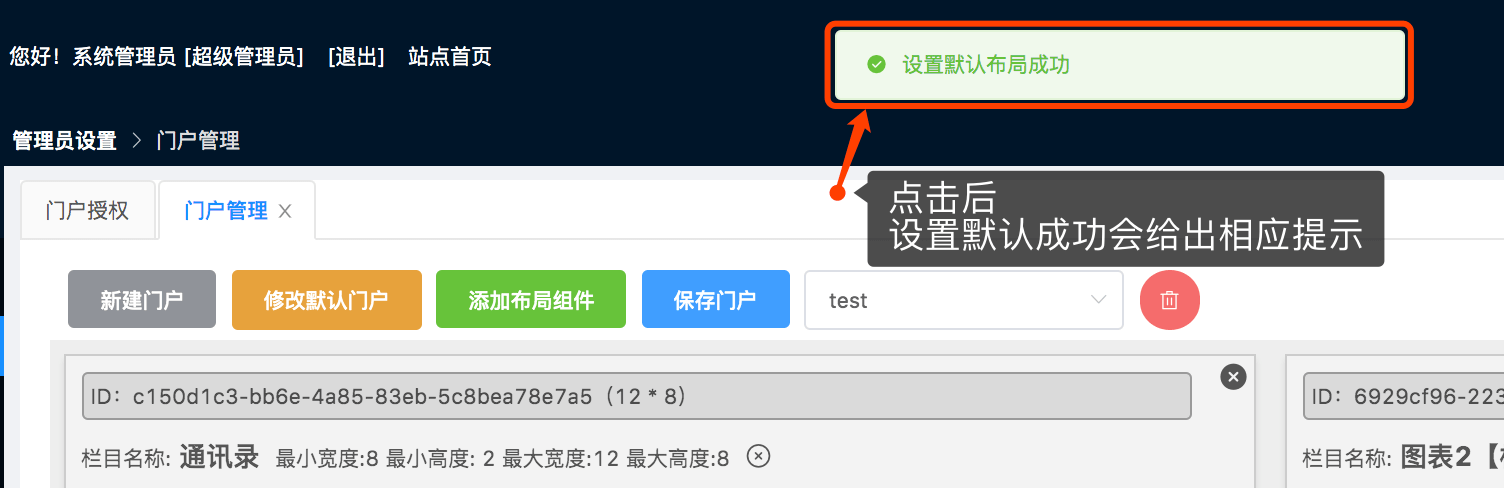 您好！系统管理员 [超级管理员] [退出] 站点首页
设置默认布局成功
管理员设置 > 门户管理
门户授权 门户管理
点击后
设置默认成功会给出相应提示
新建门户 修改默认门户 添加布局组件 保存门户 test
ID：c150d1c3-bb6e-4a85-83eb-5c8bea78e7a5（12 * 8）
ID：6929cf96-223
栏目名称: 通讯录 最小宽度:8 最小高度: 2 最大宽度:12 最大高度:8
栏目名称: 图表2【